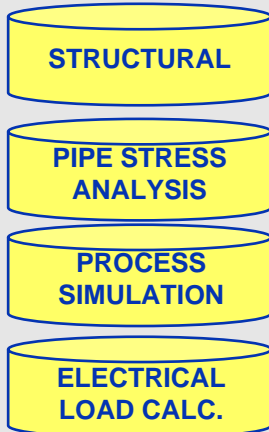 STRUCTURAL
PIPE STRESS
ANALYSIS
PROCESS
SIMULATION
ELECTRICAL
LOAD CALC.